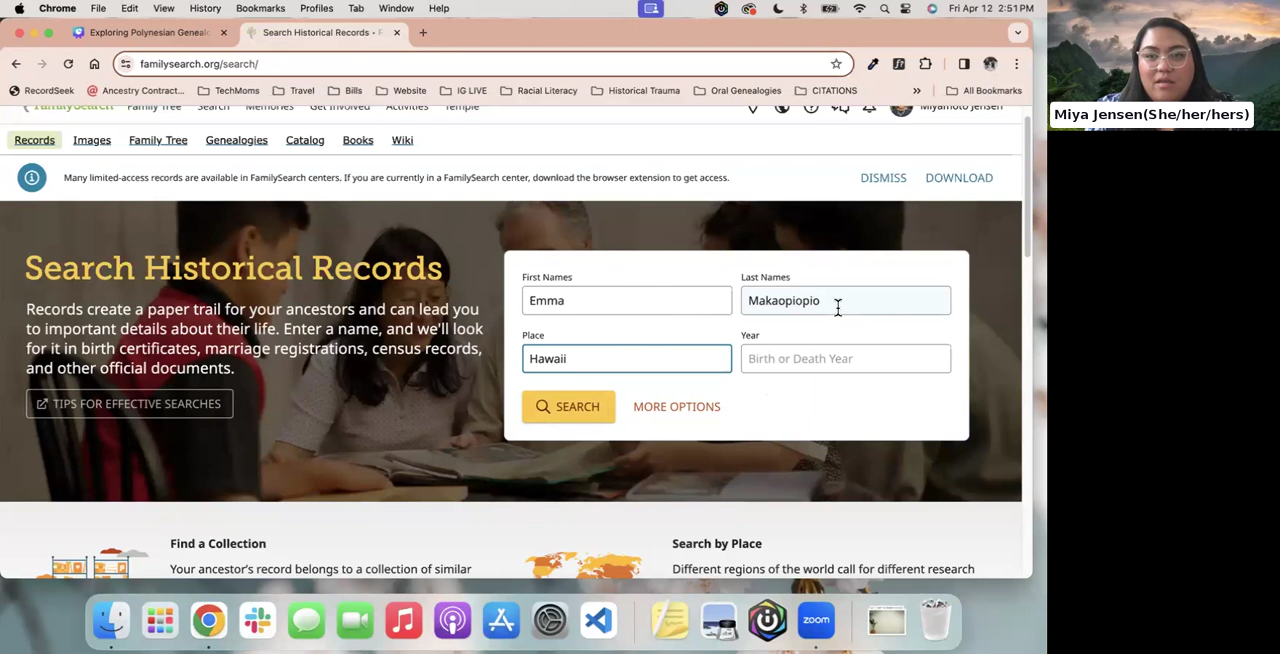 Chrome File Edit View History Bookmarks Profiles Tab Window Help Fri Apr 12 2:51 PM
Exploring Polynesian Geneal
Search Historical Records • F
familysearch.org/search/
RecordSeek Ancestry Contract... TechMoms Travel Bills Website IG LIVE Racial Literacy Historical Trauma Oral Genealogies CITATIONS » All Bookmarks
FamilySearch Family Tree Search Memories Get Involved Activities Temple Miyamoto Jensen
Records Images Family Tree Genealogies Catalog Books Wiki
Many limited-access records are available in FamilySearch centers. If you are currently in a FamilySearch center, download the browser extension to get access.
DISMISS DOWNLOAD
Search Historical Records
Records create a paper trail for your ancestors and can lead you
to important details about their life. Enter a name, and we'll look
for it in birth certificates, marriage registrations, census records,
and other official documents.
TIPS FOR EFFECTIVE SEARCHES
First Names Last Names
Emma Makaopiopio
Place Year
Hawaii Birth or Death Year
SEARCH MORE OPTIONS
Find a Collection
Your ancestor's record belongs to a collection of similar
Search by Place
Different regions of the world call for different research
zoom
Miya Jensen(She/her/hers)